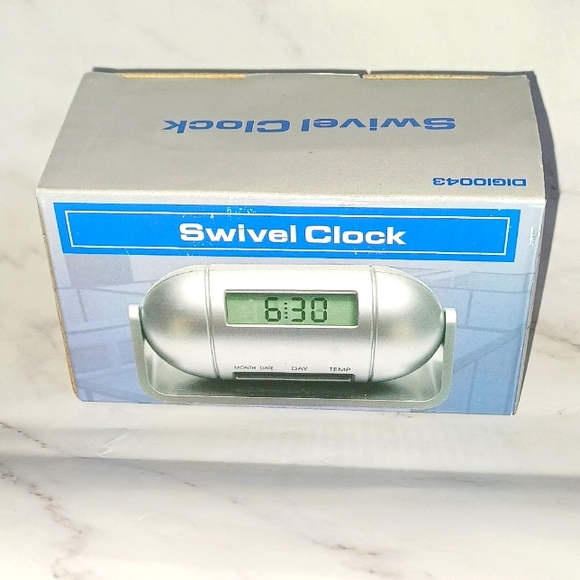 Swivel Clock
DIGI0043
Swivel Clock
6:30
MONTH DATE DAY TEMP